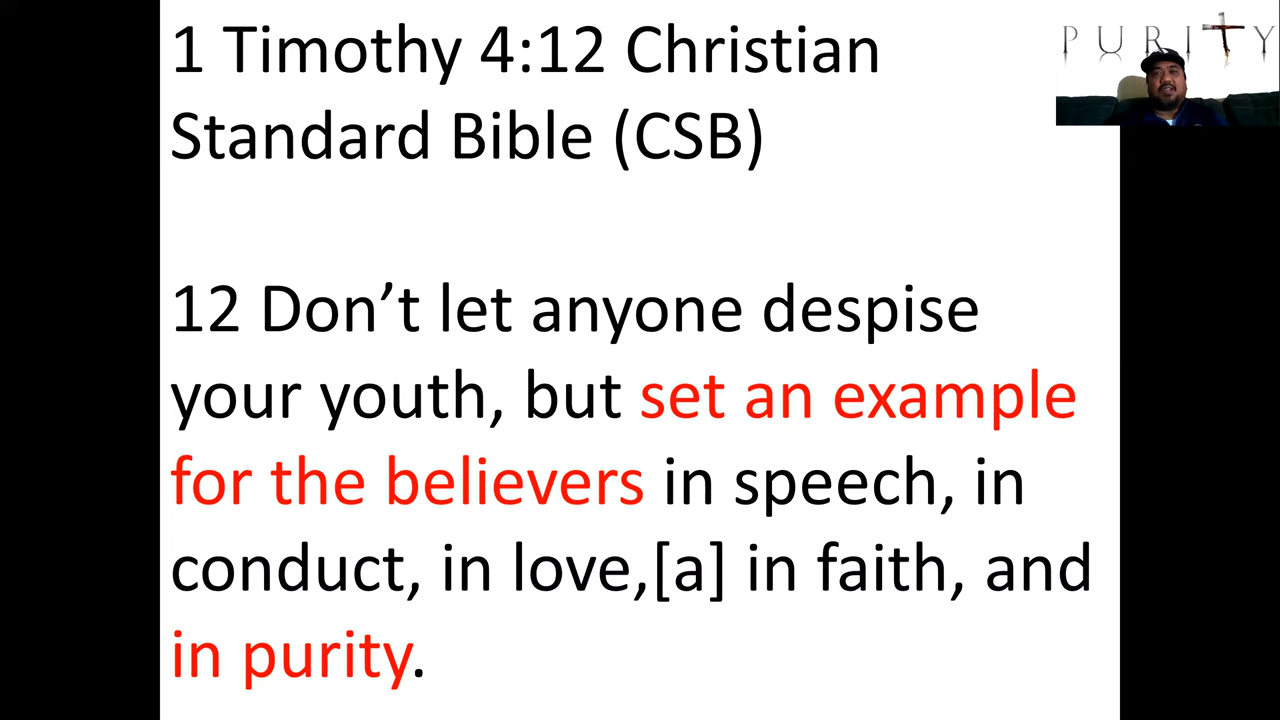 1 Timothy 4:12 Christian
Standard Bible (CSB)
PURITY
12 Don’t let anyone despise
your youth, but set an example
for the believers in speech, in
conduct, in love,[a] in faith, and
in purity.